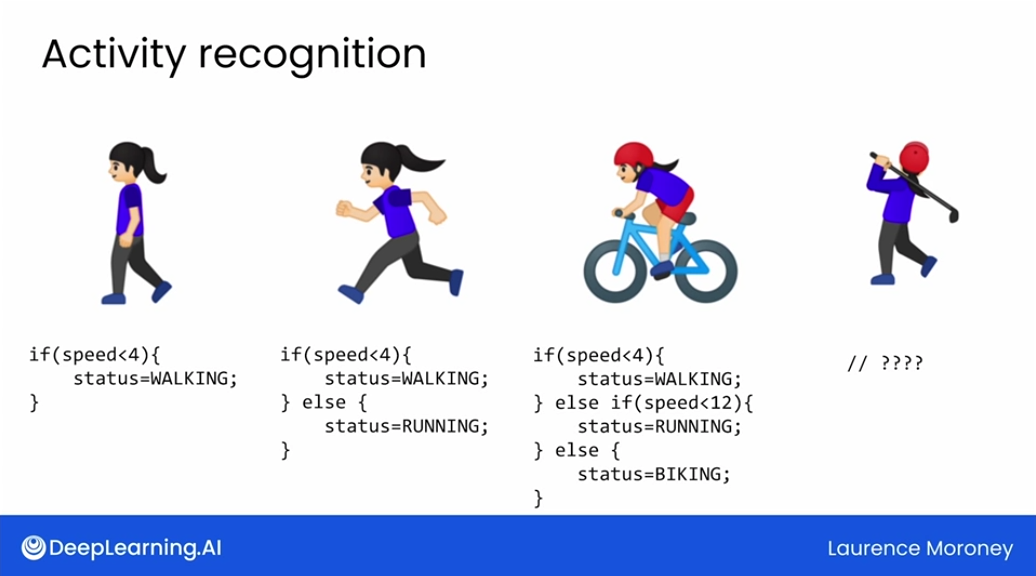 Activity recognition
if(speed<4){
    status=WALKING;
}
if(speed<4){
    status=WALKING;
} else {
    status=RUNNING;
}
if(speed<4){
    status=WALKING;
} else if(speed<12){
    status=RUNNING;
} else {
    status=BIKING;
}
// ????
DeepLearning.AI
Laurence Moroney